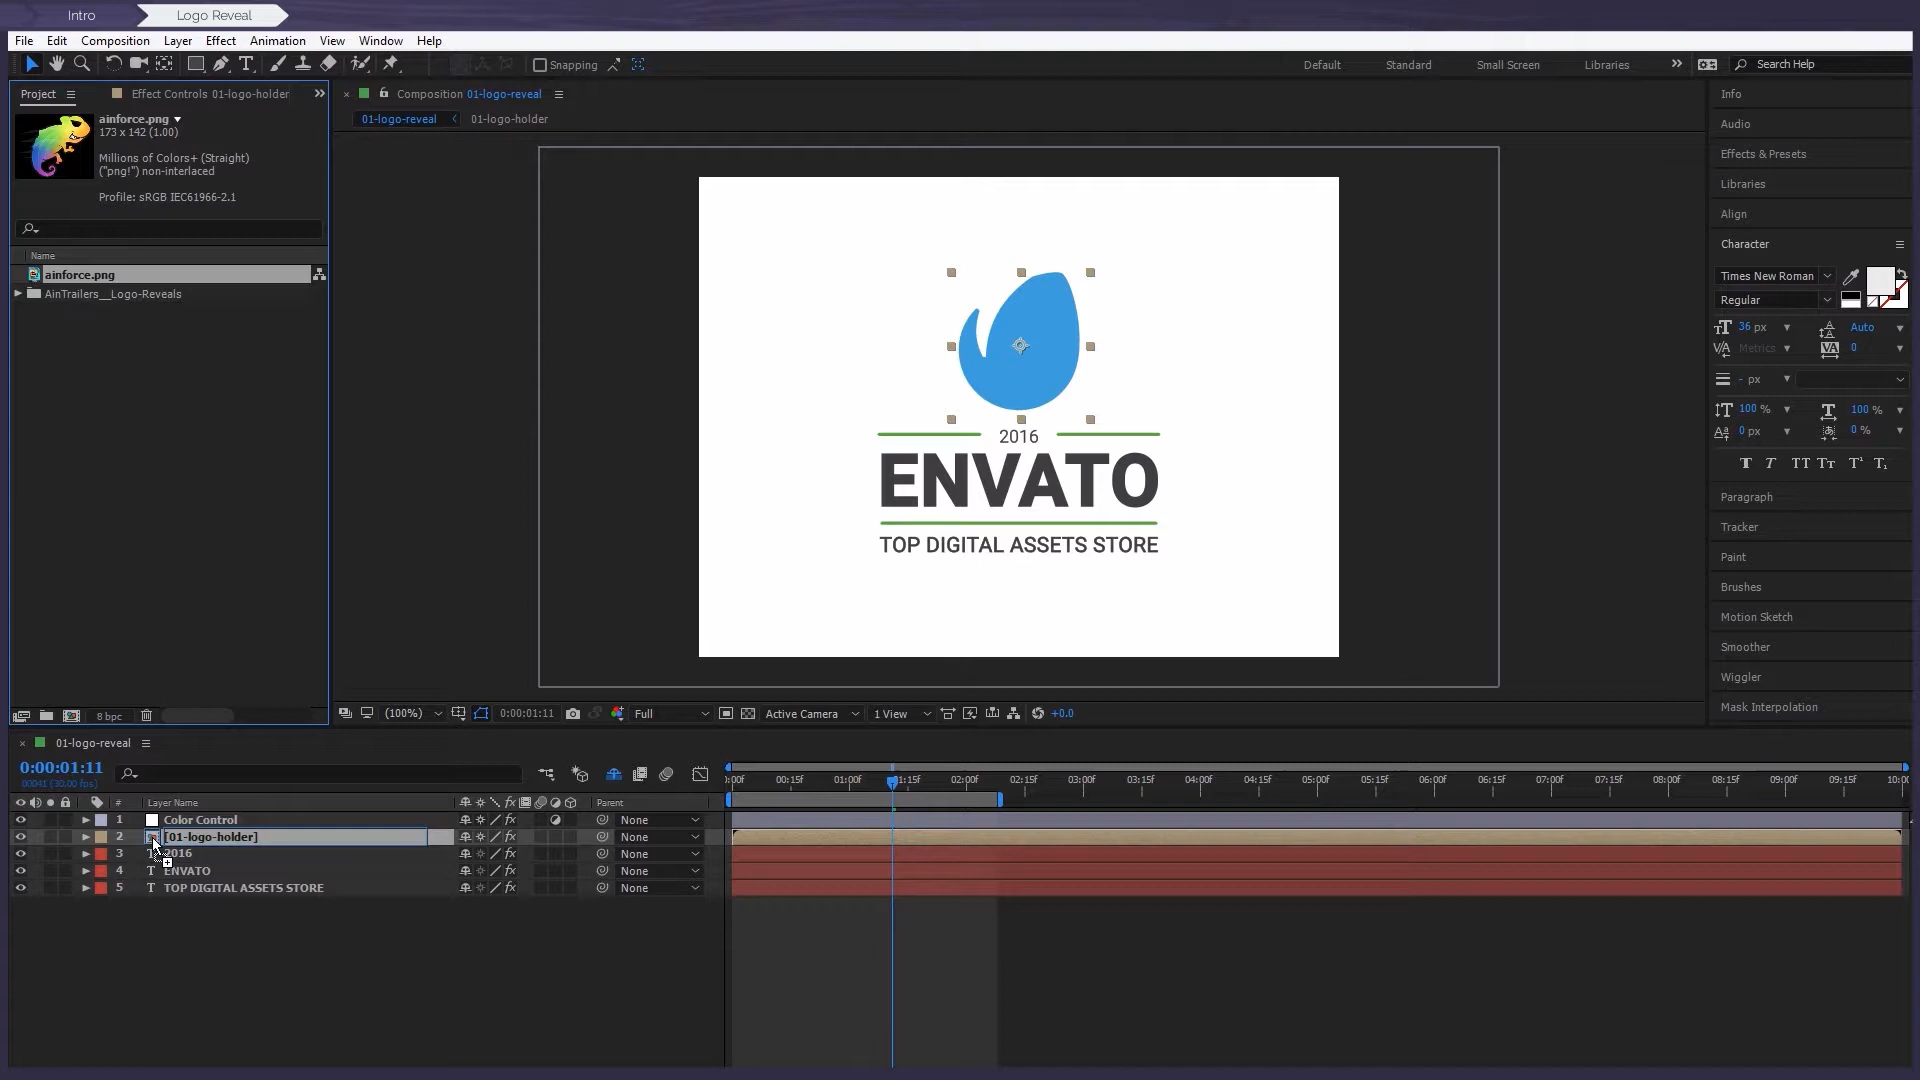 Intro
Logo Reveal
File Edit Composition Layer Effect Animation View Window Help
Snapping
Default Standard Small Screen Libraries
Search Help
Project
Effect Controls 01-logo-holder
ainforce.png
173 x 142 (1.00)
Millions of Colors+ (Straight)
("png!") non-interlaced
Profile: sRGB IEC61966-2.1
Name
ainforce.png
AinTrailers__Logo-Reveals
8 bpc
Composition 01-logo-reveal
01-logo-reveal
01-logo-holder
2016
ENVATO
TOP DIGITAL ASSETS STORE
(100%)
0:00:01:11
Full
Active Camera
1 View
+0.0
Info
Audio
Effects & Presets
Libraries
Align
Character
Times New Roman
Regular
36 px
Auto
Metrics
0
- px
100 %
100 %
0 px
0 %
Paragraph
Tracker
Paint
Brushes
Motion Sketch
Smoother
Wiggler
Mask Interpolation
01-logo-reveal
0:00:01:11
00041 (30.00 fps)
:00f 00:15f 01:00f 01:15f 02:00f 02:15f 03:00f 03:15f 04:00f 04:15f 05:00f 05:15f 06:00f 06:15f 07:00f 07:15f 08:00f 08:15f 09:00f 09:15f 10:00
# Layer Name Parent
1 Color Control None
2 [01-logo-holder] None
3 T 2016 None
4 T ENVATO None
5 T TOP DIGITAL ASSETS STORE None